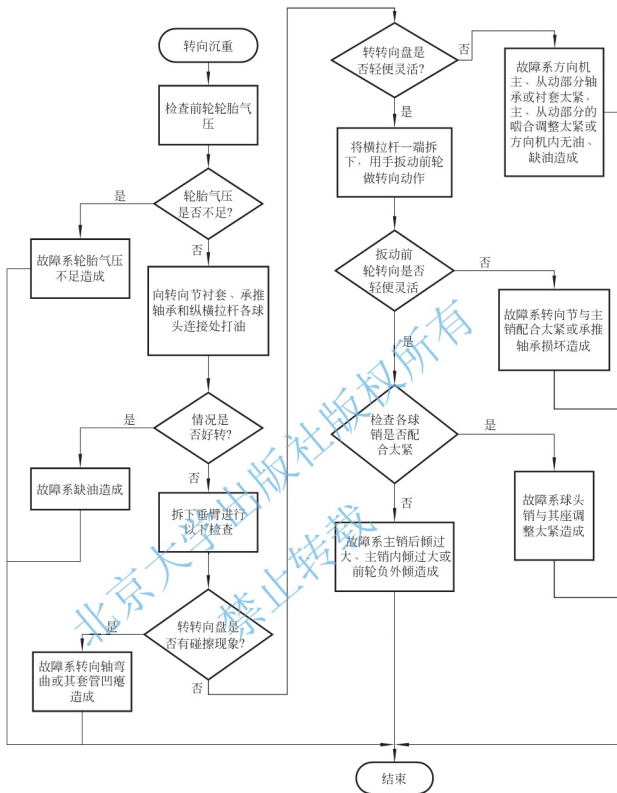 转向沉重
检查前轮轮胎气
压
轮胎气压
是否不足?
是
否
故障系轮胎气压
不足造成
向转向节衬套、承推
轴承和纵横拉杆各球
头连接处打油
情况是
否好转?
是
否
故障系缺油造成
拆下垂臂进行
以下检查
转转向盘是
否有碰擦现象?
是
否
故障系转向轴弯
曲或其套管凹瘪
造成
转转向盘是
否轻便灵活?
否
是
故障系方向机
主、从动部分轴
承或衬套太紧,
主、从动部分的
啮合调整太紧或
方向机内无油、
缺油造成
将横拉杆一端拆
下，用手扳动前轮
做转向动作
扳动前
轮转向是否
轻便灵活
否
是
故障系转向节与主
销配合太紧或承推
轴承损坏造成
检查各球
销是否配
合太紧
是
否
故障系球头
销与其座调
整太紧造成
故障系主销后倾过
大、主销内倾过大或
前轮负外倾造成
结束
北京大学出版社版权所有
禁止转载